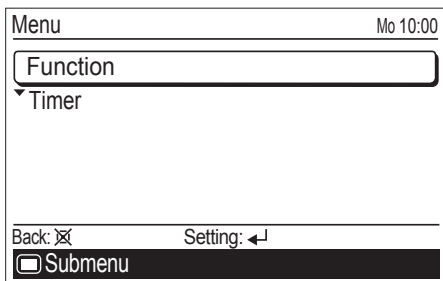 Menu Mo 10:00
Function
Timer
Back: Setting:
Submenu